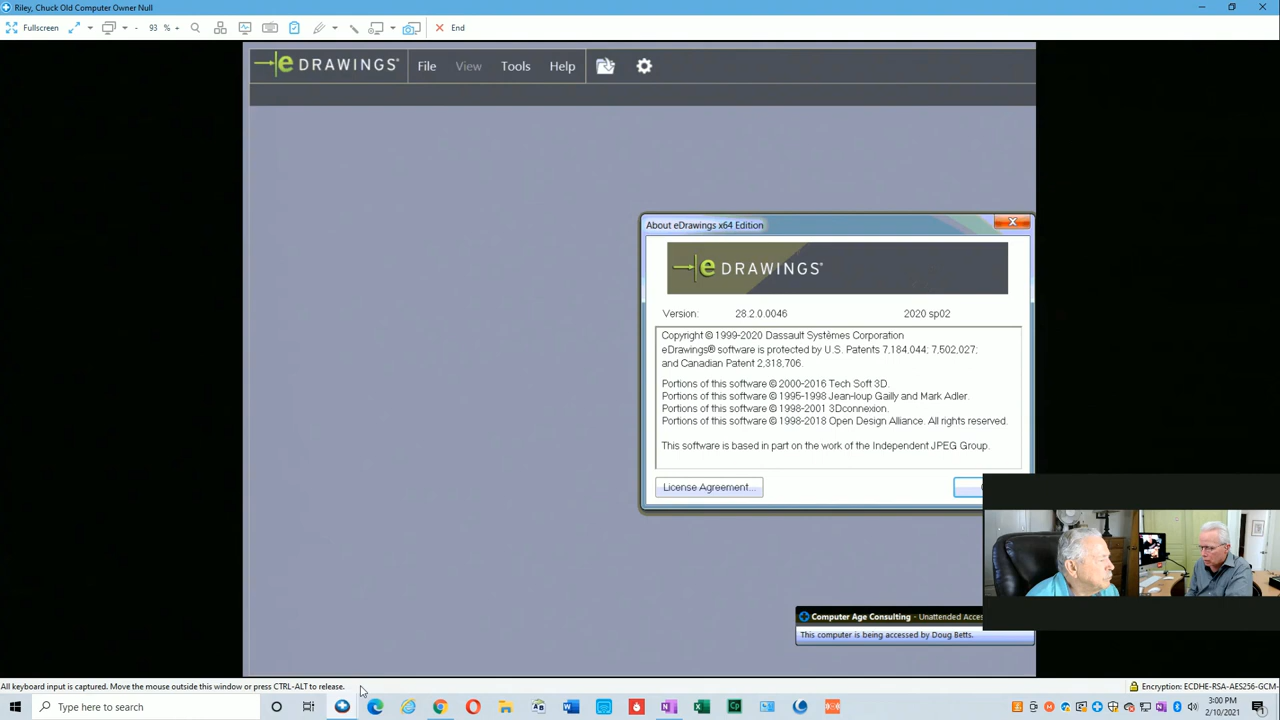 Riley, Chuck Old Computer Owner Null
Fullscreen 93 % End
eDRAWINGS® File View Tools Help
About eDrawings x64 Edition
eDRAWINGS®
Version: 28.2.0.0046 2020 sp02
Copyright © 1999-2020 Dassault Systèmes Corporation
eDrawings® software is protected by U.S. Patents 7,184,044; 7,502,027;
and Canadian Patent 2,318,706.
Portions of this software © 2000-2016 Tech Soft 3D.
Portions of this software © 1995-1998 Jean-loup Gailly and Mark Adler.
Portions of this software © 1998-2001 3Dconnexion.
Portions of this software © 1998-2018 Open Design Alliance. All rights reserved.
This software is based in part on the work of the Independent JPEG Group.
License Agreement...
Computer Age Consulting - Unattended Acces
This computer is being accessed by Doug Betts.
All keyboard input is captured. Move the mouse outside this window or press CTRL-ALT to release.
Encryption: ECDHE-RSA-AES256-GCM-
Type here to search
3:00 PM
2/10/2021